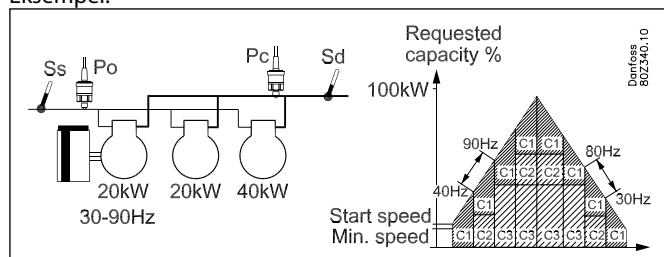 Eksempel:
Ss
Po
Pc
Sd
20kW
20kW
40kW
30-90Hz
Requested
capacity %
100kW
Danfoss
80Z340.10
90Hz
80Hz
40Hz
30Hz
C1 C1
C1 C2 C2 C1
C1 C1
Start speed
Min. speed
C1 C2 C3 C3 C3 C3 C2 C1